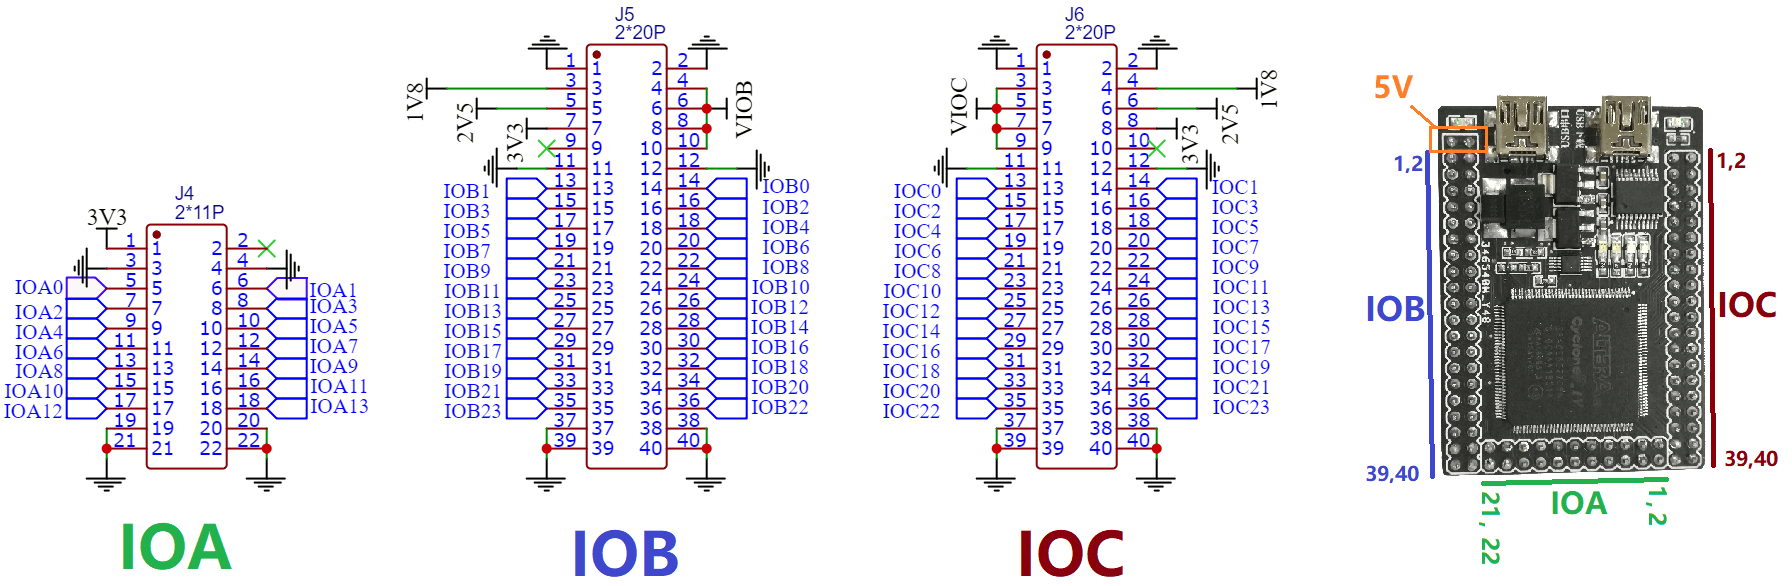 J4
2*11P
3V3
1 1 2 2
3 3 4 4
IOA0 5 5 6 6 IOA1
IOA2 7 7 8 8 IOA3
IOA4 9 9 10 10 IOA5
IOA6 11 11 12 12 IOA7
IOA8 13 13 14 14 IOA9
IOA10 15 15 16 16 IOA11
IOA12 17 17 18 18 IOA13
19 19 20 20
21 21 22 22
IOA
J5
2*20P
1 1 2 2
1V8 3 3 4 4
2V5 5 5 6 6 VIOB
3V3 7 7 8 8
9 9 10 10
11 11 12 12
IOB1 13 13 14 14 IOB0
IOB3 15 15 16 16 IOB2
IOB5 17 17 18 18 IOB4
IOB7 19 19 20 20 IOB6
IOB9 21 21 22 22 IOB8
IOB11 23 23 24 24 IOB10
IOB13 25 25 26 26 IOB12
IOB15 27 27 28 28 IOB14
IOB17 29 29 30 30 IOB16
IOB19 31 31 32 32 IOB18
IOB21 33 33 34 34 IOB20
IOB23 35 35 36 36 IOB22
37 37 38 38
39 39 40 40
IOB
J6
2*20P
1 1 2 2
3 3 4 4 1V8
VIOC 5 5 6 6 2V5
7 7 8 8 3V3
9 9 10 10
11 11 12 12
IOC0 13 13 14 14 IOC1
IOC2 15 15 16 16 IOC3
IOC4 17 17 18 18 IOC5
IOC6 19 19 20 20 IOC7
IOC8 21 21 22 22 IOC9
IOC10 23 23 24 24 IOC11
IOC12 25 25 26 26 IOC13
IOC14 27 27 28 28 IOC15
IOC16 29 29 30 30 IOC17
IOC18 31 31 32 32 IOC19
IOC20 33 33 34 34 IOC21
IOC22 35 35 36 36 IOC23
37 37 38 38
39 39 40 40
IOC
5V
1,2
1,2
IOB
IOC
ALTERA
Cyclone IV
39,40
39,40
IOA
21, 22
1, 2